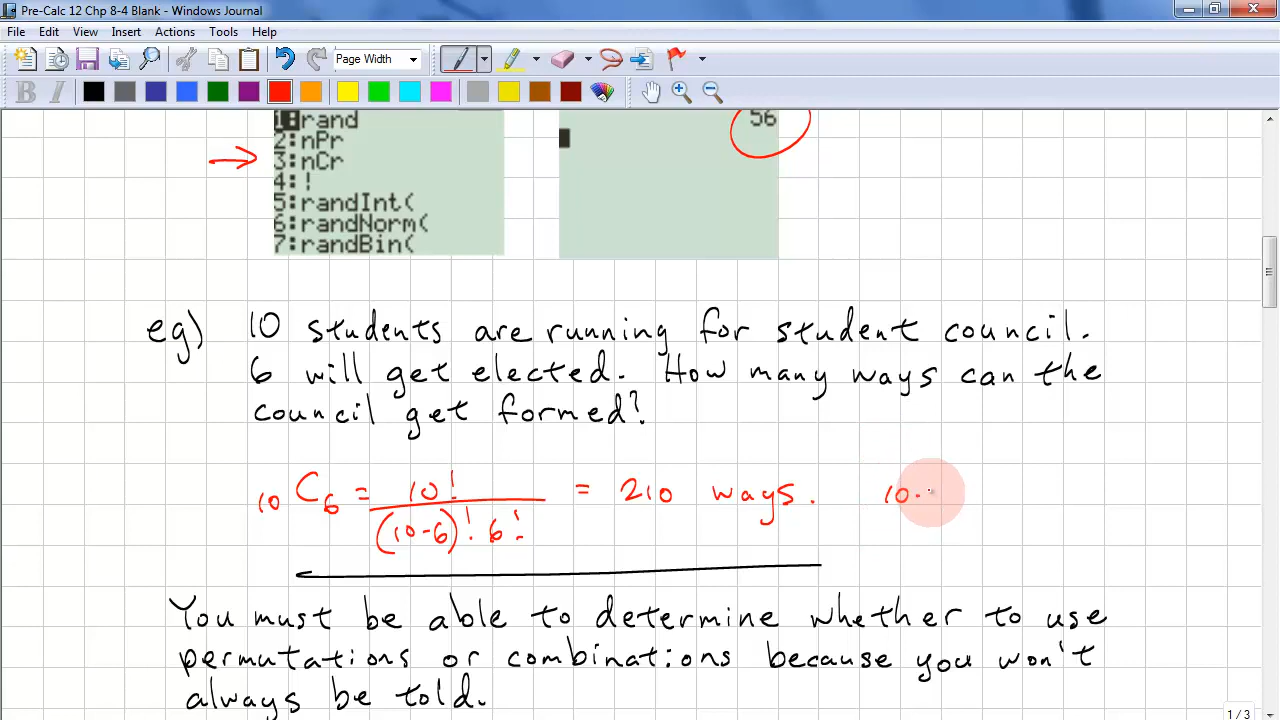 Pre-Calc 12 Chp 8-4 Blank - Windows Journal
File Edit View Insert Actions Tools Help
Page Width
B I
1:rand
2:nPr
3:nCr
4:!
5:randInt(
6:randNorm(
7:randBin(
56
eg) 10 students are running for student council.
6 will get elected. How many ways can the
council get formed?
10 C 6 = 10! / (10-6)! 6! = 210 ways. 10.
You must be able to determine whether to use
permutations or combinations because you won't
always be told.
1/3